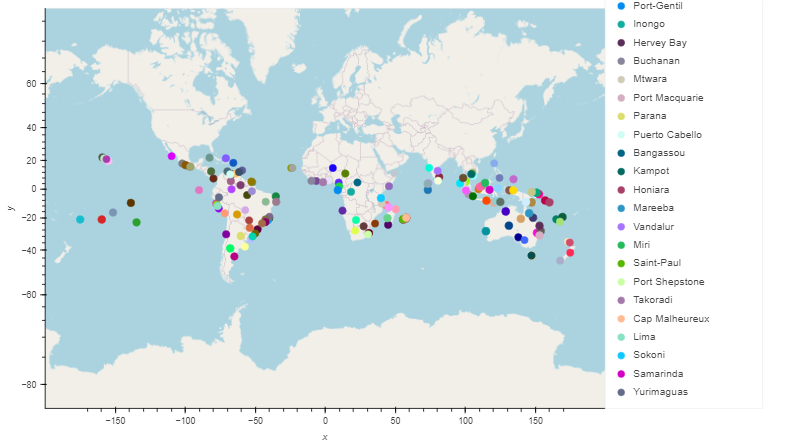 Port-Gentil
Inongo
Hervey Bay
Buchanan
Mtwara
Port Macquarie
Parana
Puerto Cabello
Bangassou
Kampot
Honiara
Mareeba
Vandalur
Miri
Saint-Paul
Port Shepstone
Takoradi
Cap Malheureux
Lima
Sokoni
Samarinda
Yurimaguas
60
40
20
0
−20
−40
−60
−80
y
−150
−100
−50
0
50
100
150
x